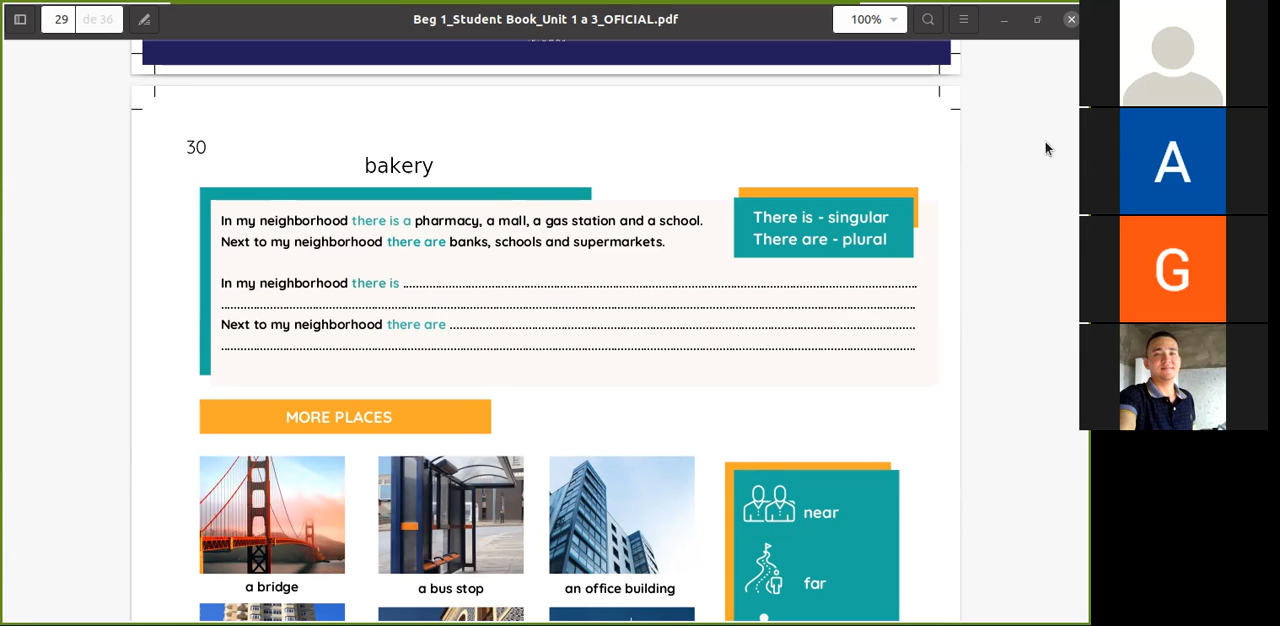 29 de 36
Beg 1_Student Book_Unit 1 a 3_OFICIAL.pdf
100%
30
bakery
In my neighborhood there is a pharmacy, a mall, a gas station and a school.
Next to my neighborhood there are banks, schools and supermarkets.
There is - singular
There are - plural
In my neighborhood there is
Next to my neighborhood there are
MORE PLACES
a bridge
a bus stop
an office building
near
far
A
G